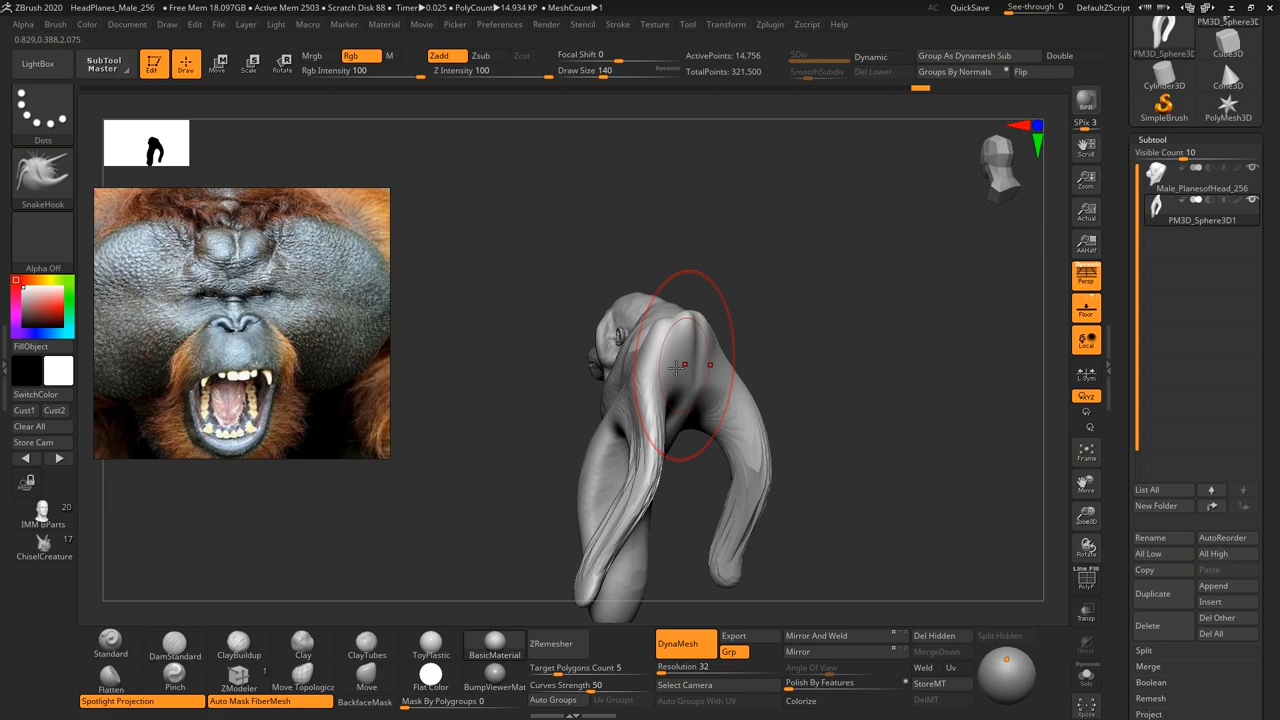 ZBrush 2020 HeadPlanes_Male_256 • Free Mem 18.097GB • Active Mem 2503 • Scratch Disk 88 • Timer▶0.025 • PolyCount▶14.934 KP • MeshCount▶1 AC QuickSave See-through 0 Menus DefaultZScript
Alpha Brush Color Document Draw Edit File Layer Light Macro Marker Material Movie Picker Preferences Render Stencil Stroke Texture Tool Transform Zplugin Zscript Help
0.829,0.388,2.075
LightBox
SubTool Master
Edit
Draw
Move
Scale
Rotate
Mrgb Rgb M
Rgb Intensity 100
Zadd Zsub Zcut
Z Intensity 100
Focal Shift 0
Draw Size 140 Dynamic
ActivePoints: 14,756
TotalPoints: 321,500
SDiv
SmoothSubdiv
Dynamic
Del Lower
Group As Dynamesh Sub
Groups By Normals
Double
Flip
Dots
SnakeHook
Alpha Off
FillObject
SwitchColor
Cust1 Cust2
Clear All
Store Cam
20
IMM BParts
17
ChiselCreature
BPR
SPix 3
Scroll
Zoom
Actual
AAHalf
Dynamic
Persp
Floor
Local
L.Sym
XYZ
Frame
Move
Zoom3D
Rotate
Line Fill
PolyF
Transp
Ghost
Dynamic
Solo
Xpose
PM3D_Sphere3D
PM3D_Sphere3D
Cube3D
Cylinder3D
Cone3D
SimpleBrush
PolyMesh3D
Subtool
Visible Count 10
Male_PlanesofHead_256
PM3D_Sphere3D1
List All
New Folder
Rename AutoReorder
All Low All High
Copy Paste
Duplicate Append
Insert
Delete Del Other
Del All
Split
Merge
Boolean
Remesh
Project
Standard
DamStandard
ClayBuildup
Clay
ClayTubes
ToyPlastic
BasicMaterial
Flatten
Pinch
1
ZModeler
Move Topologica
Move
Flat Color
BumpViewerMat
Spotlight Projection
Auto Mask FiberMesh
BackfaceMask
Mask By Polygroups 0
ZRemesher
Target Polygons Count 5
Curves Strength 50
Auto Groups Uv Groups
DynaMesh
Export
Grp
Resolution 32
Select Camera
Auto Groups With UV
Mirror And Weld
Mirror
Angle Of View
Polish By Features
Colorize
Del Hidden
MergeDown
Weld Uv
StoreMT
DelMT
Split Hidden